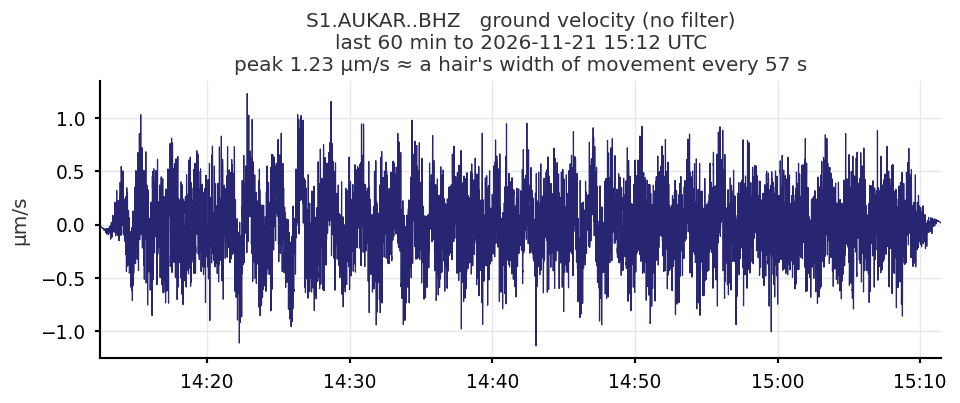 S1.AUKAR..BHZ   ground velocity (no filter)
last 60 min to 2026-11-21 15:12 UTC
peak 1.23 µm/s ≈ a hair's width of movement every 57 s
µm/s
1.0
0.5
0.0
−0.5
−1.0
14:20 14:30 14:40 14:50 15:00 15:10